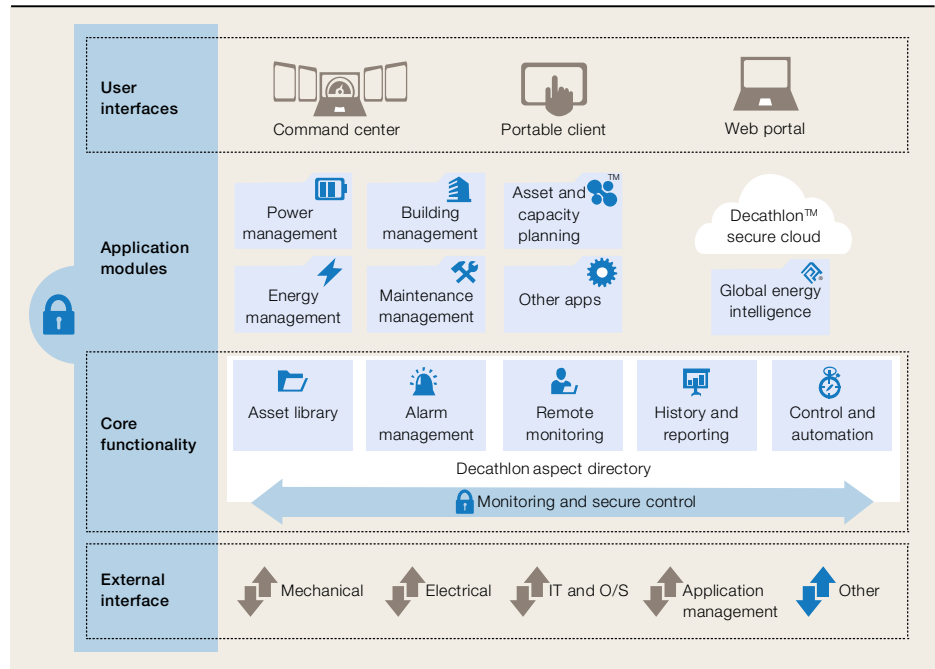 User
interfaces
Command center
Portable client
Web portal
Application
modules
Power
management
Building
management
Asset and
capacity
planning
TM
Decathlon™
secure cloud
Energy
management
Maintenance
management
Other apps
Global energy
intelligence
Core
functionality
Asset library
Alarm
management
Remote
monitoring
History and
reporting
Control and
automation
Decathlon aspect directory
Monitoring and secure control
External
interface
Mechanical
Electrical
IT and O/S
Application
management
Other